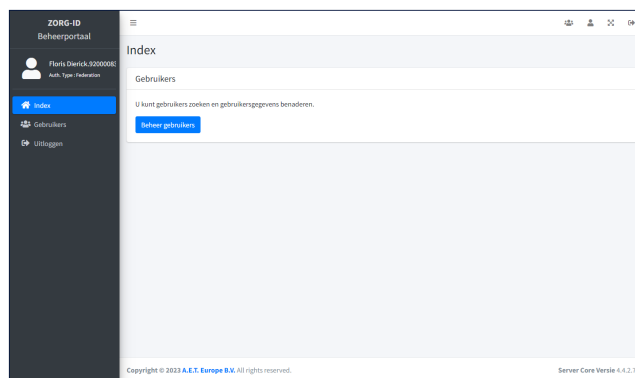 ZORG-ID
Beheerportaal
Floris Dierick.9200008
Auth. Type : Federation
Index
Gebruikers
Uitloggen
Index
Gebruikers
U kunt gebruikers zoeken en gebruikersgegevens benaderen.
Beheer gebruikers
Copyright © 2023 A.E.T. Europe B.V. All rights reserved.
Server Core Versie 4.4.2.